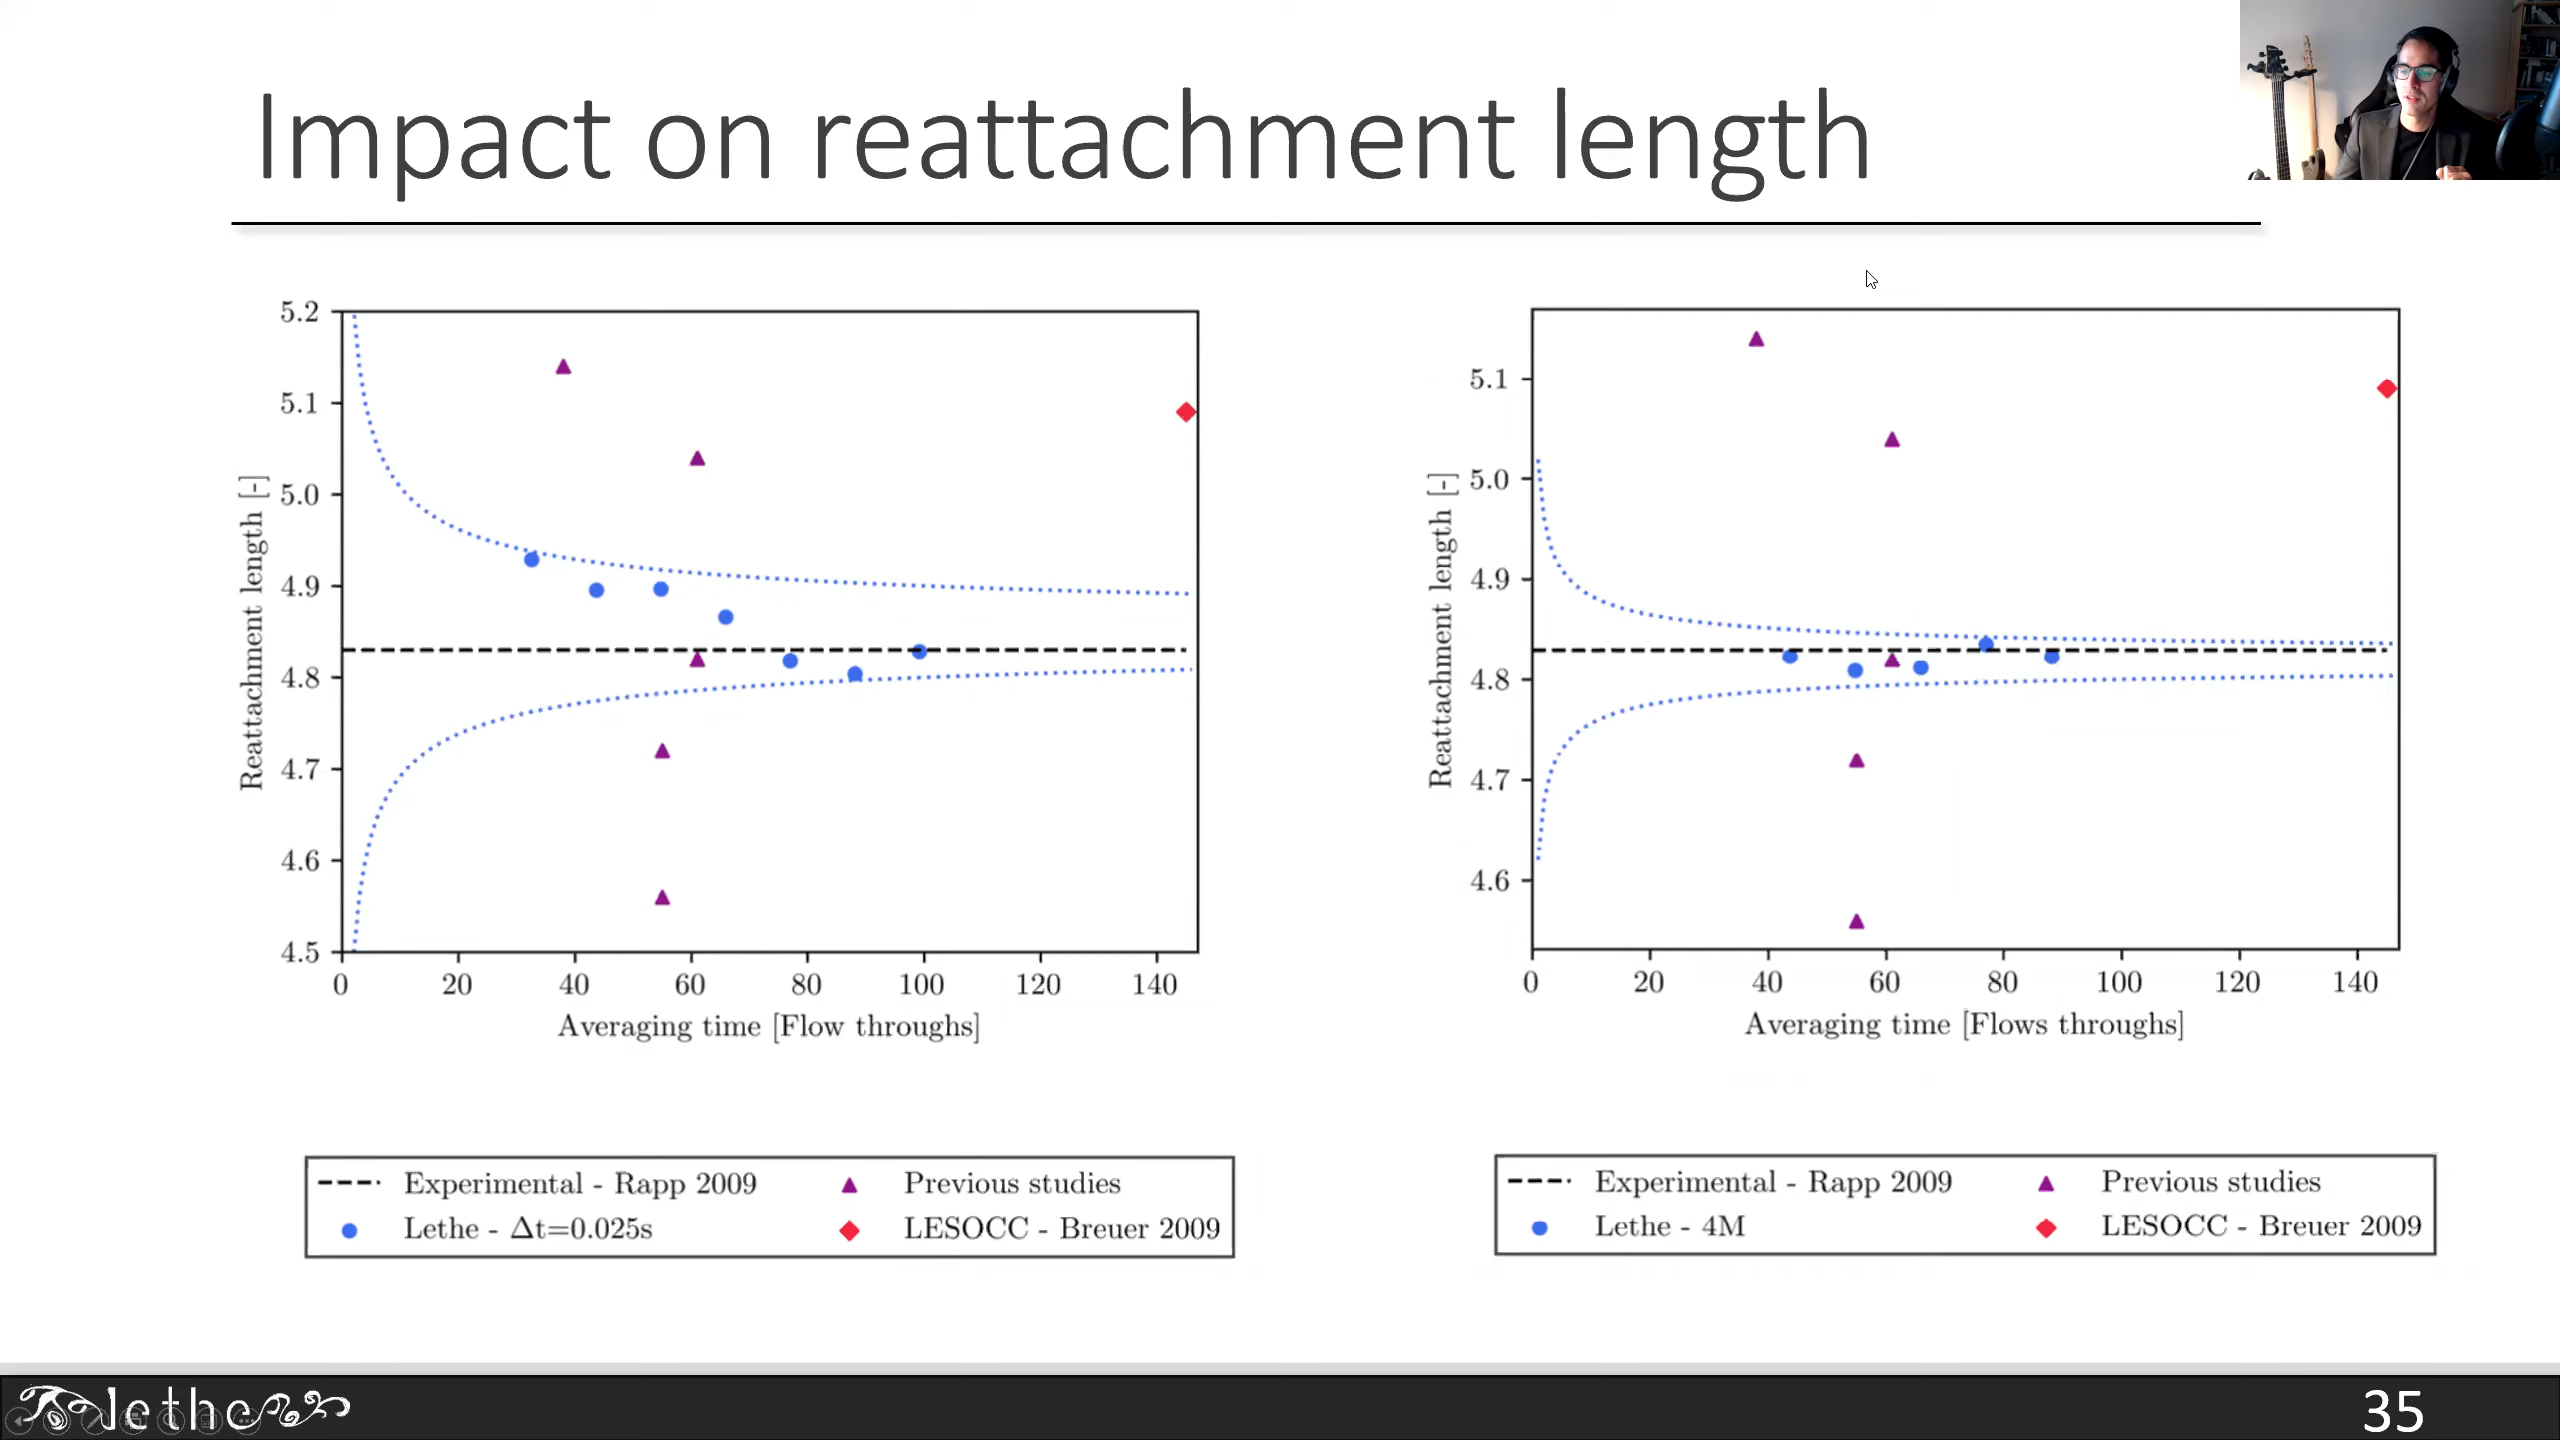 Impact on reattachment length
5.2
5.1
5.0
4.9
4.8
4.7
4.6
4.5
Reattachment length [-]
0 20 40 60 80 100 120 140
Averaging time [Flow throughs]
Experimental - Rapp 2009
Previous studies
Lethe - Δt=0.025s
LESOCC - Breuer 2009
5.1
5.0
4.9
4.8
4.7
4.6
Reattachment length [-]
0 20 40 60 80 100 120 140
Averaging time [Flows throughs]
Experimental - Rapp 2009
Previous studies
Lethe - 4M
LESOCC - Breuer 2009
lethe
35